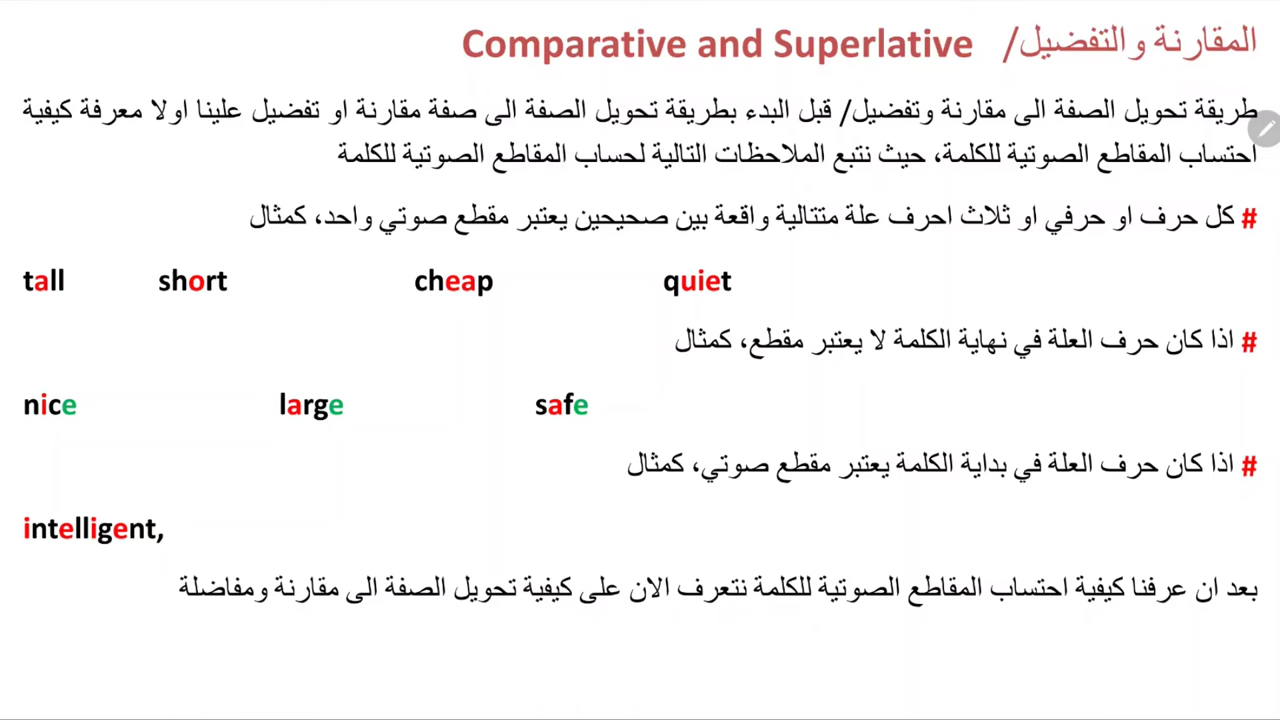 المقارنة والتفضيل/ Comparative and Superlative
طريقة تحويل الصفة الى مقارنة وتفضيل/ قبل البدء بطريقة تحويل الصفة الى صفة مقارنة او تفضيل علينا اولا معرفة كيفية
احتساب المقاطع الصوتية للكلمة، حيث نتبع الملاحظات التالية لحساب المقاطع الصوتية للكلمة
# كل حرف او حرفي او ثلاث احرف علة متتالية واقعة بين صحيحين يعتبر مقطع صوتي واحد، كمثال
tall short cheap quiet
# اذا كان حرف العلة في نهاية الكلمة لا يعتبر مقطع، كمثال
nice large safe
# اذا كان حرف العلة في بداية الكلمة يعتبر مقطع صوتي، كمثال
intelligent,
بعد ان عرفنا كيفية احتساب المقاطع الصوتية للكلمة نتعرف الان على كيفية تحويل الصفة الى مقارنة ومفاضلة